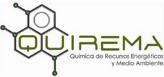 QUIREMA
Química de Recursos Energéticos
y Medio Ambiente